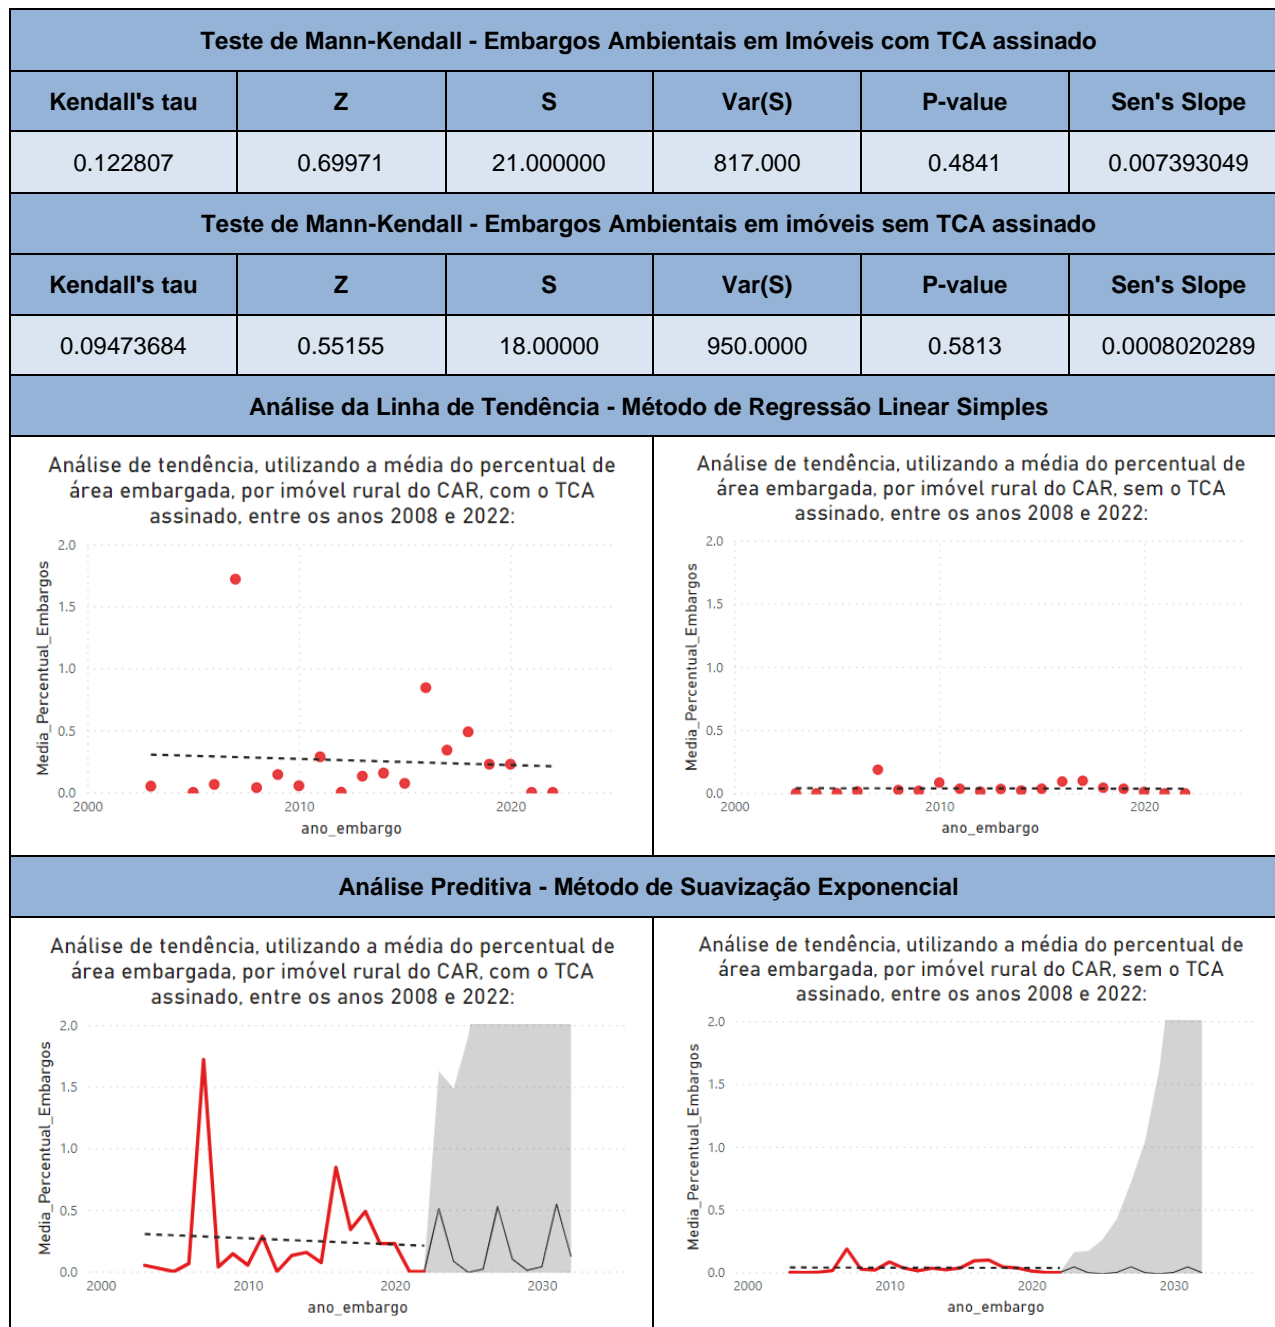 Teste de Mann-Kendall - Embargos Ambientais em Imóveis com TCA assinado
Kendall's tau Z S Var(S) P-value Sen's Slope
0.122807 0.69971 21.000000 817.000 0.4841 0.007393049
Teste de Mann-Kendall - Embargos Ambientais em imóveis sem TCA assinado
Kendall's tau Z S Var(S) P-value Sen's Slope
0.09473684 0.55155 18.00000 950.0000 0.5813 0.0008020289
Análise da Linha de Tendência - Método de Regressão Linear Simples
Análise de tendência, utilizando a média do percentual de
área embargada, por imóvel rural do CAR, com o TCA
assinado, entre os anos 2008 e 2022:
Media_Percentual_Embargos
2.0
1.5
1.0
0.5
0.0
2000 2010 2020
ano_embargo
Análise de tendência, utilizando a média do percentual de
área embargada, por imóvel rural do CAR, sem o TCA
assinado, entre os anos 2008 e 2022:
Media_Percentual_Embargos
2.0
1.5
1.0
0.5
0.0
2000 2010 2020
ano_embargo
Análise Preditiva - Método de Suavização Exponencial
Análise de tendência, utilizando a média do percentual de
área embargada, por imóvel rural do CAR, com o TCA
assinado, entre os anos 2008 e 2022:
Media_Percentual_Embargos
2.0
1.5
1.0
0.5
0.0
2000 2010 2020 2030
ano_embargo
Análise de tendência, utilizando a média do percentual de
área embargada, por imóvel rural do CAR, sem o TCA
assinado, entre os anos 2008 e 2022:
Media_Percentual_Embargos
2.0
1.5
1.0
0.5
0.0
2000 2010 2020 2030
ano_embargo